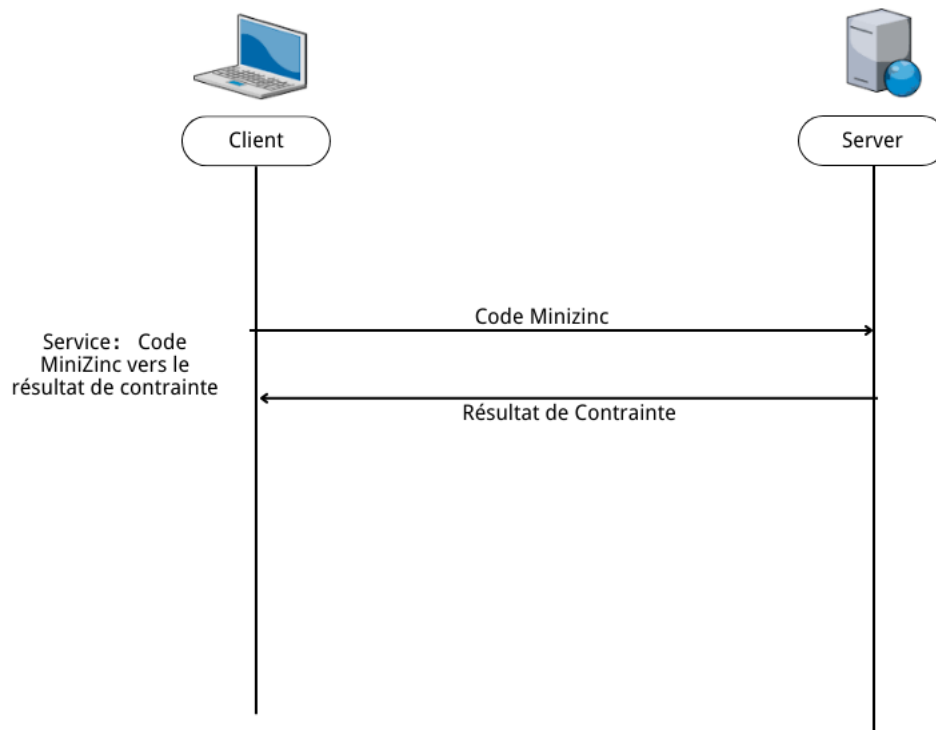 Client
Server
Code Minizinc
Service: Code
MiniZinc vers le
résultat de contrainte
Résultat de Contrainte